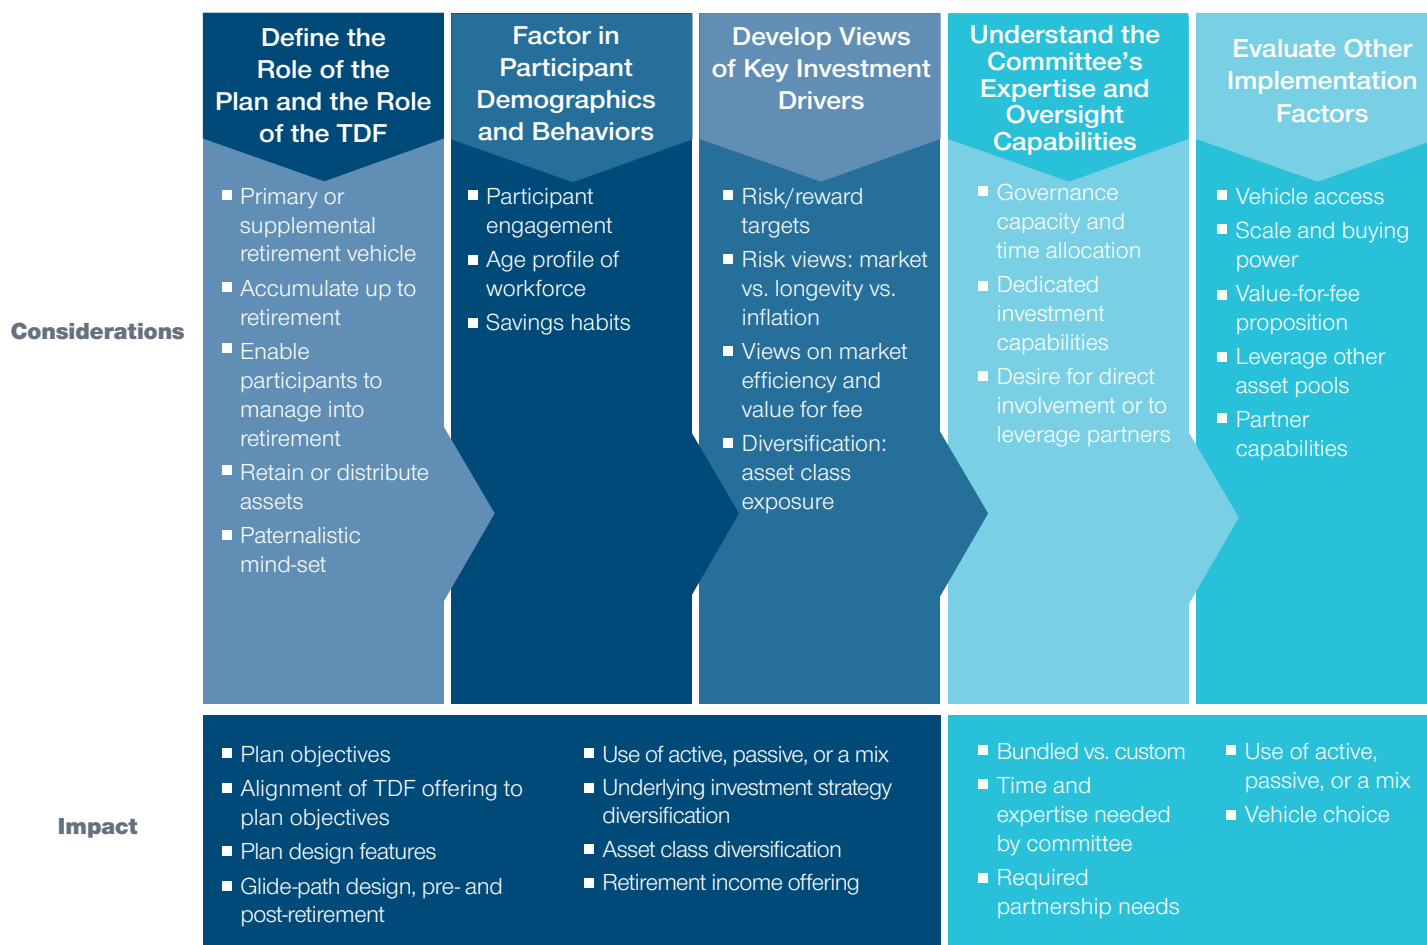 Define the
Role of the
Plan and the Role
of the TDF
Factor in
Participant
Demographics
and Behaviors
Develop Views
of Key Investment
Drivers
Understand the
Committee's
Expertise and
Oversight
Capabilities
Evaluate Other
Implementation
Factors
Considerations
Primary or
supplemental
retirement vehicle
Accumulate up to
retirement
Enable
participants to
manage into
retirement
Retain or distribute
assets
Paternalistic
mind-set
Participant
engagement
Age profile of
workforce
Savings habits
Risk/reward
targets
Risk views: market
vs. longevity vs.
inflation
Views on market
efficiency and
value for fee
Diversification:
asset class
exposure
Governance
capacity and
time allocation
Dedicated
investment
capabilities
Desire for direct
involvement or to
leverage partners
Vehicle access
Scale and buying
power
Value-for-fee
proposition
Leverage other
asset pools
Partner
capabilities
Impact
Plan objectives
Alignment of TDF offering to
plan objectives
Plan design features
Glide-path design, pre- and
post-retirement
Use of active, passive, or a mix
Underlying investment strategy
diversification
Asset class diversification
Retirement income offering
Bundled vs. custom
Time and
expertise needed
by committee
Required
partnership needs
Use of active,
passive, or a mix
Vehicle choice